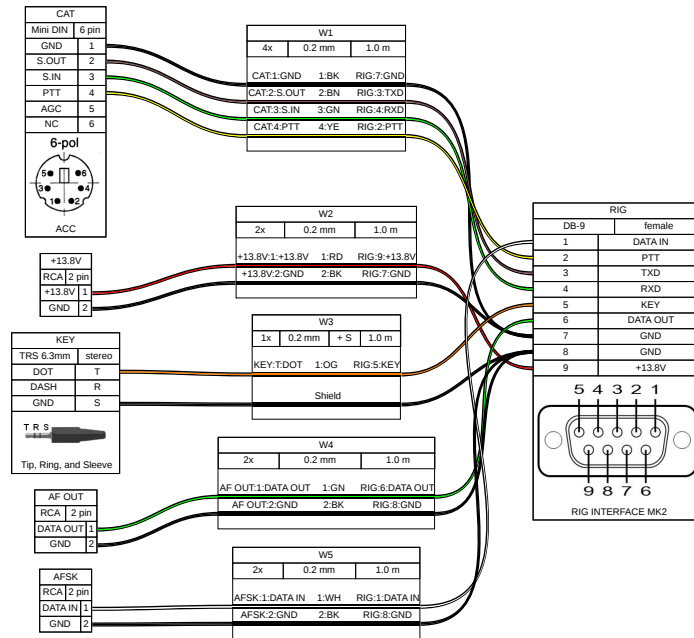 CAT
Mini DIN 6 pin
GND 1
S.OUT 2
S.IN 3
PTT 4
AGC 5
NC 6
6-pol
5 6
3 4
1 2
ACC
W1
4x 0.2 mm 1.0 m
CAT:1:GND 1:BK RIG:7:GND
CAT:2:S.OUT 2:BN RIG:3:TXD
CAT:3:S.IN 3:GN RIG:4:RXD
CAT:4:PTT 4:YE RIG:2:PTT
+13.8V
RCA 2 pin
+13.8V 1
GND 2
W2
2x 0.2 mm 1.0 m
+13.8V:1:+13.8V 1:RD RIG:9:+13.8V
+13.8V:2:GND 2:BK RIG:7:GND
KEY
TRS 6.3mm stereo
DOT T
DASH R
GND S
T R S
Tip, Ring, and Sleeve
W3
1x 0.2 mm + S 1.0 m
KEY:T:DOT 1:OG RIG:5:KEY
Shield
AF OUT
RCA 2 pin
DATA OUT 1
GND 2
W4
2x 0.2 mm 1.0 m
AF OUT:1:DATA OUT 1:GN RIG:6:DATA OUT
AF OUT:2:GND 2:BK RIG:8:GND
AFSK
RCA 2 pin
DATA IN 1
GND 2
W5
2x 0.2 mm 1.0 m
AFSK:1:DATA IN 1:WH RIG:1:DATA IN
AFSK:2:GND 2:BK RIG:8:GND
RIG
DB-9 female
1 DATA IN
2 PTT
3 TXD
4 RXD
5 KEY
6 DATA OUT
7 GND
8 GND
9 +13.8V
5 4 3 2 1
9 8 7 6
RIG INTERFACE MK2